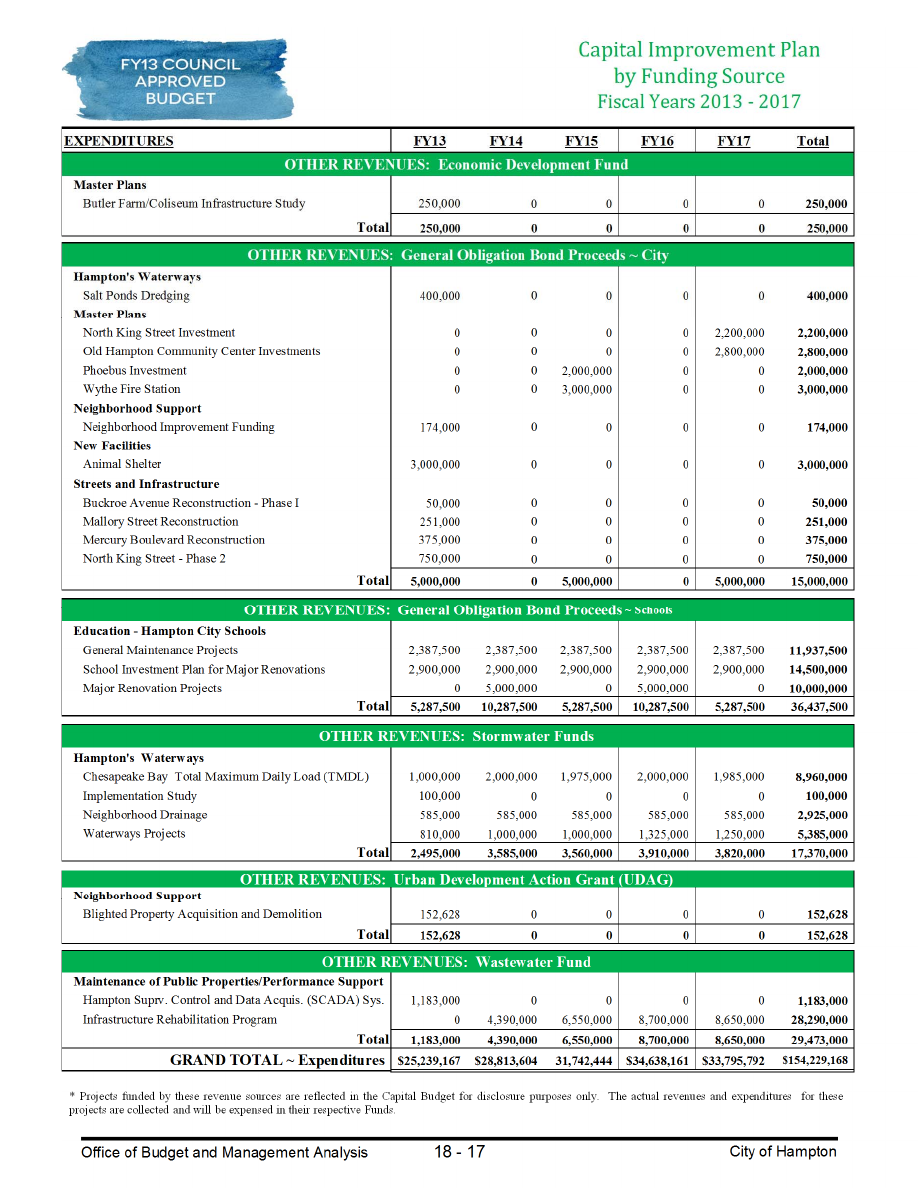 FY13 COUNCIL
APPROVED
BUDGET
Capital Improvement Plan
by Funding Source
Fiscal Years 2013 - 2017
EXPENDITURES FY13 FY14 FY15 FY16 FY17 Total
OTHER REVENUES: Economic Development Fund
Master Plans
Butler Farm/Coliseum Infrastructure Study 250,000 0 0 0 0 250,000
Total 250,000 0 0 0 0 250,000
OTHER REVENUES: General Obligation Bond Proceeds ~ City
Hampton's Waterways
Salt Ponds Dredging 400,000 0 0 0 0 400,000
Master Plans
North King Street Investment 0 0 0 0 2,200,000 2,200,000
Old Hampton Community Center Investments 0 0 0 0 2,800,000 2,800,000
Phoebus Investment 0 0 2,000,000 0 0 2,000,000
Wythe Fire Station 0 0 3,000,000 0 0 3,000,000
Neighborhood Support
Neighborhood Improvement Funding 174,000 0 0 0 0 174,000
New Facilities
Animal Shelter 3,000,000 0 0 0 0 3,000,000
Streets and Infrastructure
Buckroe Avenue Reconstruction - Phase I 50,000 0 0 0 0 50,000
Mallory Street Reconstruction 251,000 0 0 0 0 251,000
Mercury Boulevard Reconstruction 375,000 0 0 0 0 375,000
North King Street - Phase 2 750,000 0 0 0 0 750,000
Total 5,000,000 0 5,000,000 0 5,000,000 15,000,000
OTHER REVENUES: General Obligation Bond Proceeds ~ Schools
Education - Hampton City Schools
General Maintenance Projects 2,387,500 2,387,500 2,387,500 2,387,500 2,387,500 11,937,500
School Investment Plan for Major Renovations 2,900,000 2,900,000 2,900,000 2,900,000 2,900,000 14,500,000
Major Renovation Projects 0 5,000,000 0 5,000,000 0 10,000,000
Total 5,287,500 10,287,500 5,287,500 10,287,500 5,287,500 36,437,500
OTHER REVENUES: Stormwater Funds
Hampton's Waterways
Chesapeake Bay Total Maximum Daily Load (TMDL) 1,000,000 2,000,000 1,975,000 2,000,000 1,985,000 8,960,000
Implementation Study 100,000 0 0 0 0 100,000
Neighborhood Drainage 585,000 585,000 585,000 585,000 585,000 2,925,000
Waterways Projects 810,000 1,000,000 1,000,000 1,325,000 1,250,000 5,385,000
Total 2,495,000 3,585,000 3,560,000 3,910,000 3,820,000 17,370,000
OTHER REVENUES: Urban Development Action Grant (UDAG)
Neighborhood Support
Blighted Property Acquisition and Demolition 152,628 0 0 0 0 152,628
Total 152,628 0 0 0 0 152,628
OTHER REVENUES: Wastewater Fund
Maintenance of Public Properties/Performance Support
Hampton Suprv. Control and Data Acquis. (SCADA) Sys. 1,183,000 0 0 0 0 1,183,000
Infrastructure Rehabilitation Program 0 4,390,000 6,550,000 8,700,000 8,650,000 28,290,000
Total 1,183,000 4,390,000 6,550,000 8,700,000 8,650,000 29,473,000
GRAND TOTAL ~ Expenditures $25,239,167 $28,813,604 31,742,444 $34,638,161 $33,795,792 $154,229,168
* Projects funded by these revenue sources are reflected in the Capital Budget for disclosure purposes only. The actual revenues and expenditures for these
projects are collected and will be expensed in their respective Funds.
Office of Budget and Management Analysis 18 - 17 City of Hampton